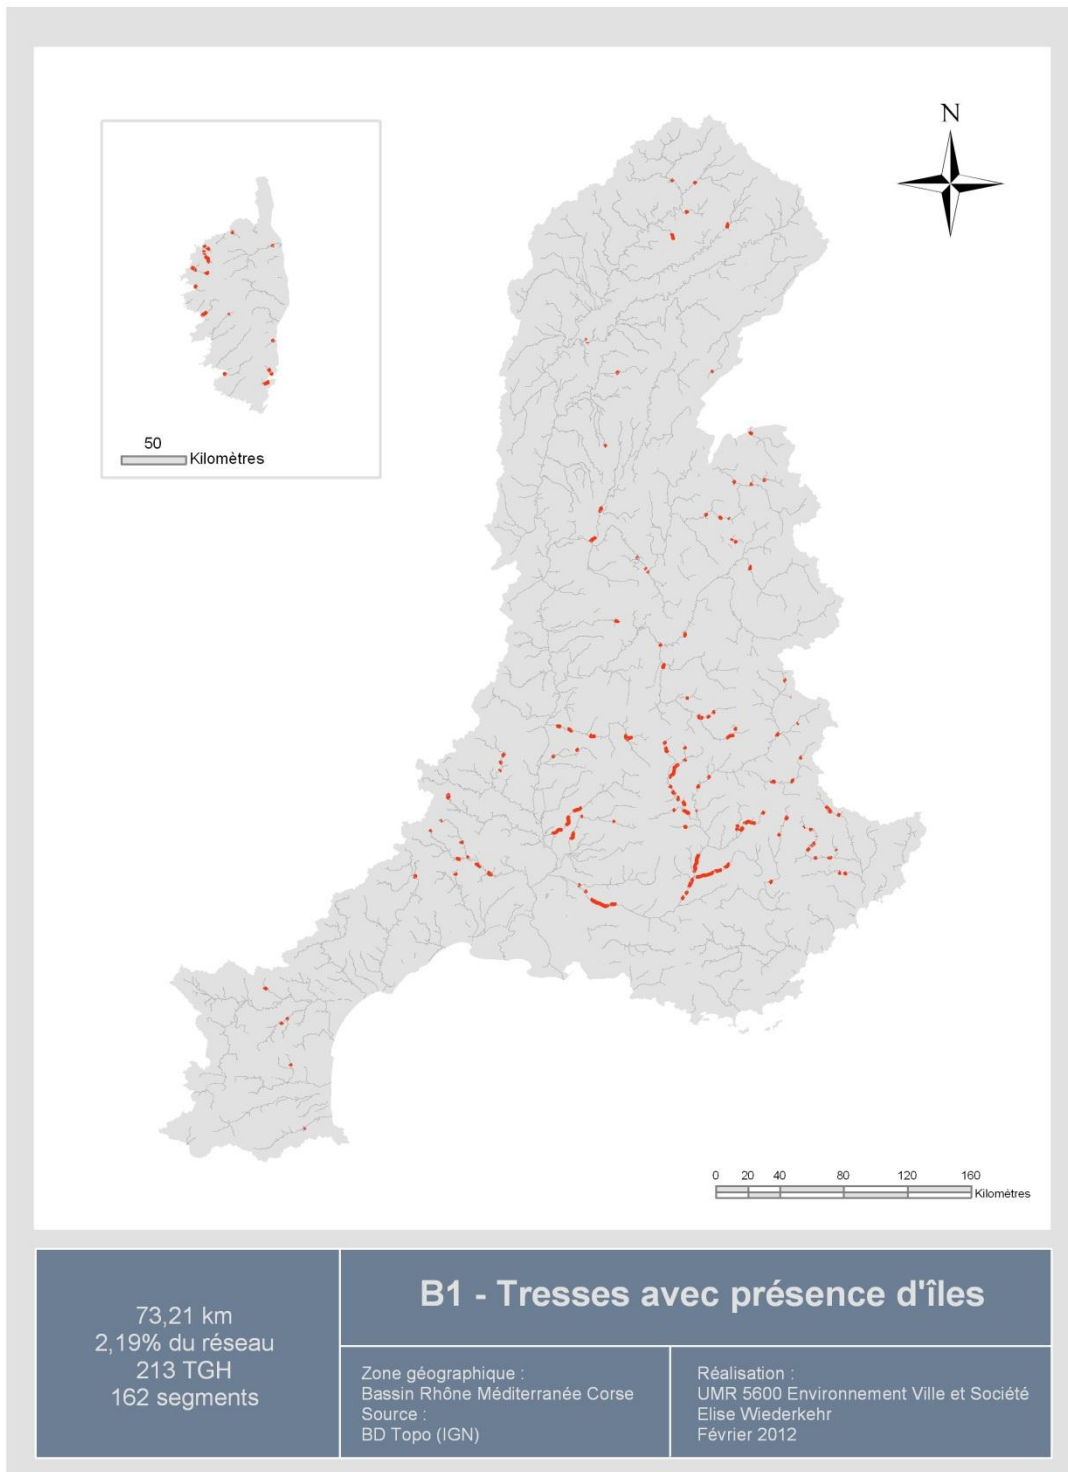 N
50
Kilomètres
0 20 40 80 120 160
Kilomètres
73,21 km
2,19% du réseau
213 TGH
162 segments
B1 - Tresses avec présence d'îles
Zone géographique :
Bassin Rhône Méditerranée Corse
Source :
BD Topo (IGN)
Réalisation :
UMR 5600 Environnement Ville et Société
Elise Wiederkehr
Février 2012